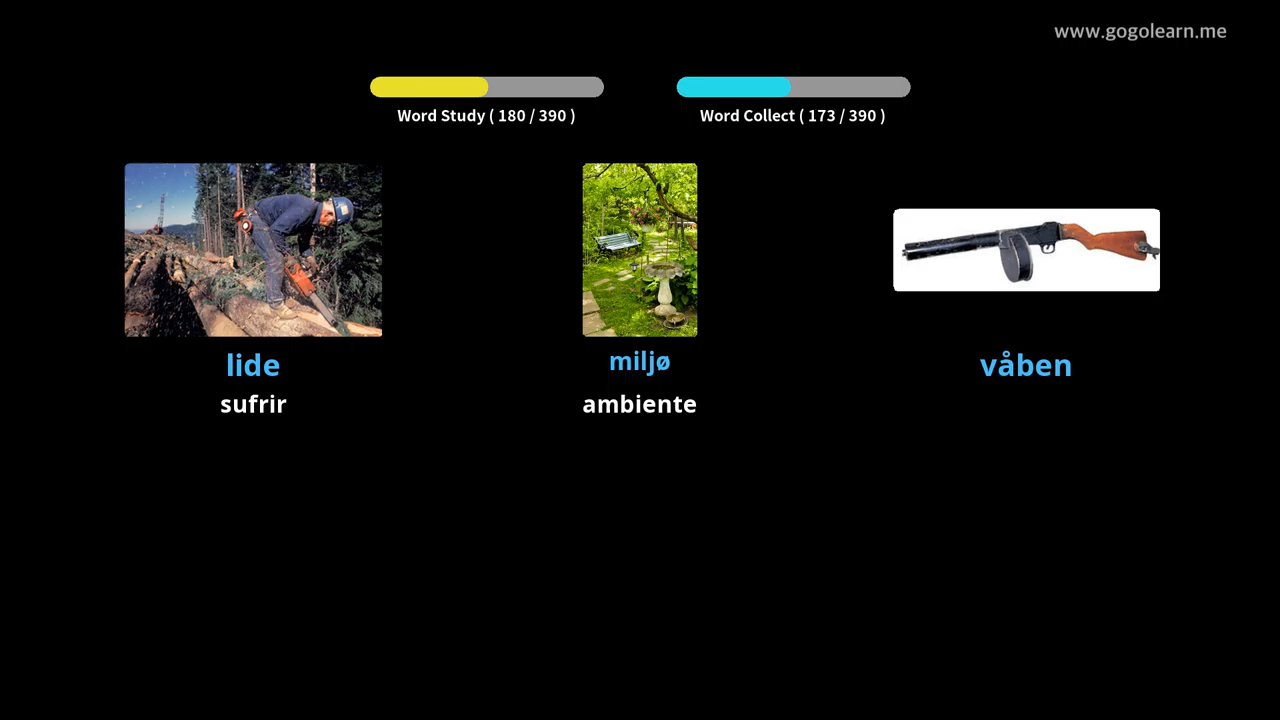 www.gogolearn.me
Word Study ( 180 / 390 )
Word Collect ( 173 / 390 )
lide
miljø
våben
sufrir
ambiente